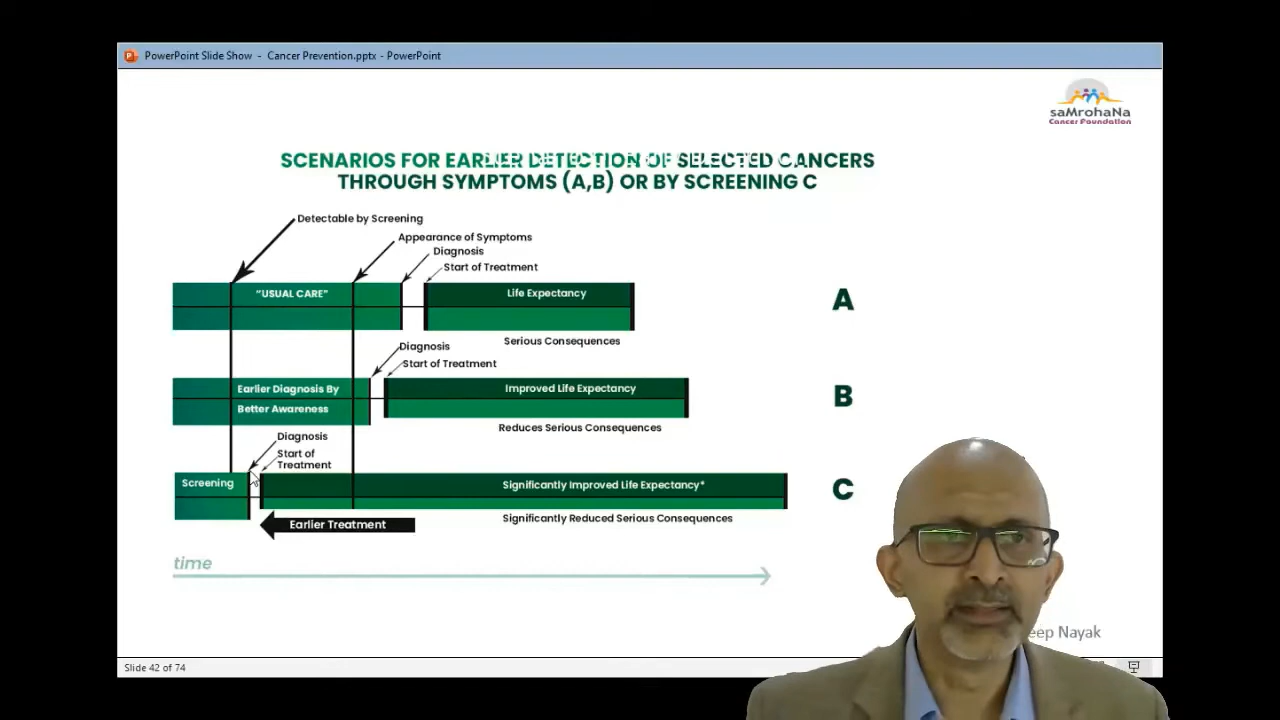 PowerPoint Slide Show - Cancer Prevention.pptx - PowerPoint
saMrohaNa
Cancer Foundation
SCENARIOS FOR EARLIER DETECTION OF SELECTED CANCERS
THROUGH SYMPTOMS (A,B) OR BY SCREENING C
Detectable by Screening
Appearance of Symptoms
Diagnosis
Start of Treatment
"USUAL CARE"
Life Expectancy
A
Serious Consequences
Diagnosis
Start of Treatment
Earlier Diagnosis By
Better Awareness
Improved Life Expectancy
B
Reduces Serious Consequences
Diagnosis
Start of
Treatment
Screening
Significantly Improved Life Expectancy*
C
Significantly Reduced Serious Consequences
Earlier Treatment
time
eep Nayak
Slide 42 of 74